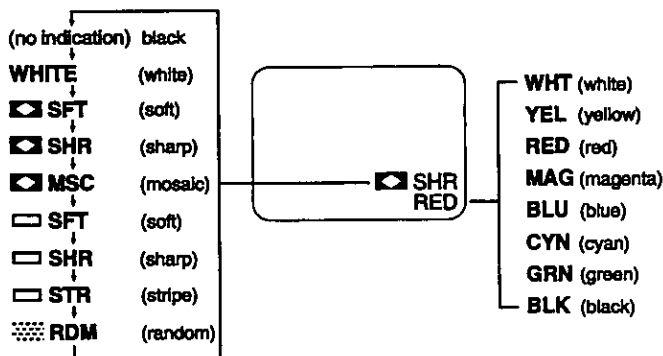 (no indication) black
WHITE (white)
SFT (soft)
SHR (sharp)
MSC (mosaic)
SFT (soft)
SHR (sharp)
STR (stripe)
RDM (random)
SHR
RED
WHT (white)
YEL (yellow)
RED (red)
MAG (magenta)
BLU (blue)
CYN (cyan)
GRN (green)
BLK (black)